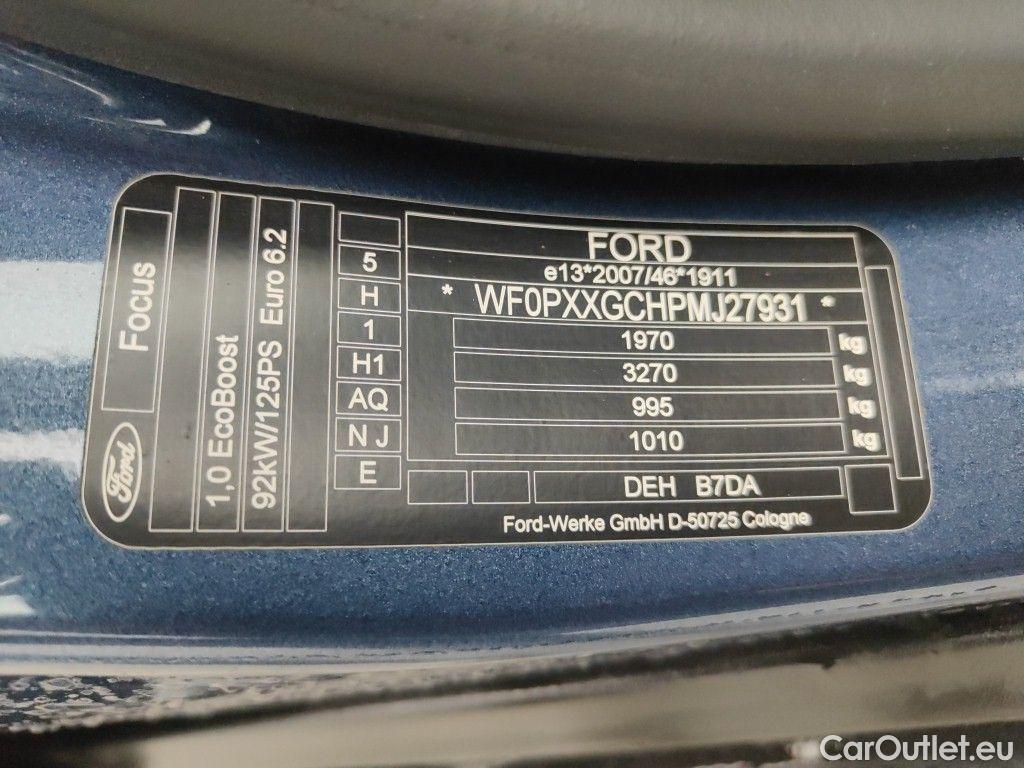 FORD
e13*2007/46*1911
* WF0PXXGCHPMJ27931 *
1970 kg
3270 kg
995 kg
1010 kg
DEH B7DA
Ford-Werke GmbH D-50725 Cologne
5
H
1
H1
AQ
N J
E
Focus
Ford
1,0 EcoBoost
92kW/125PS Euro 6.2
CarOutlet.eu